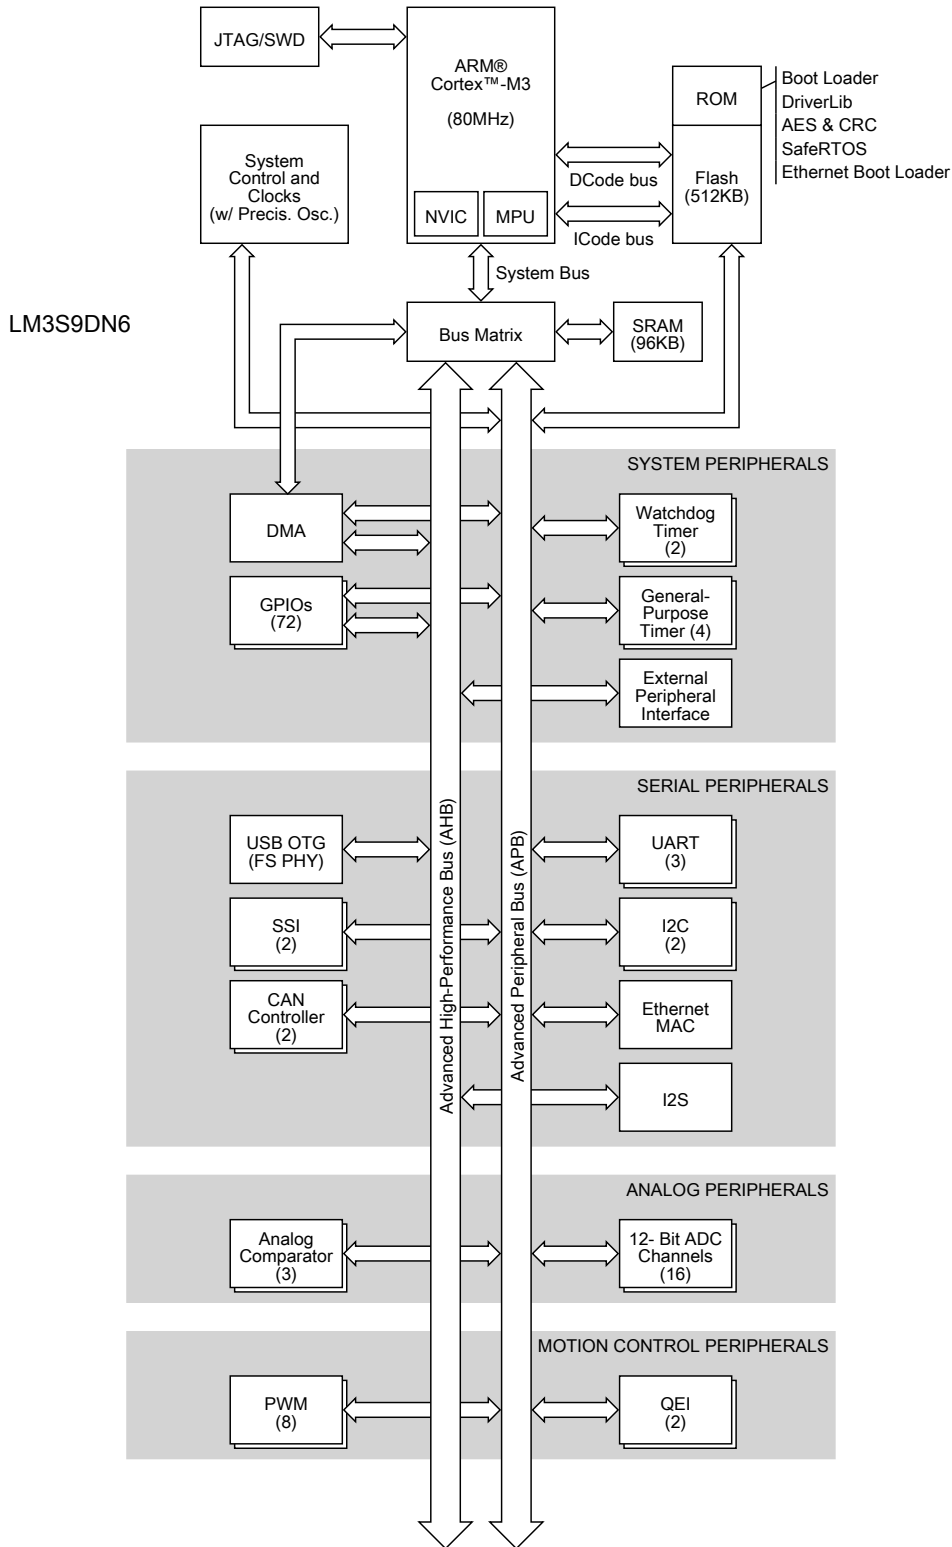 JTAG/SWD
ARM®
Cortex™-M3
(80MHz)
NVIC
MPU
ROM
Flash
(512KB)
Boot Loader
DriverLib
AES & CRC
SafeRTOS
Ethernet Boot Loader
System
Control and
Clocks
(w/ Precis. Osc.)
DCode bus
ICode bus
System Bus
LM3S9DN6
Bus Matrix
SRAM
(96KB)
SYSTEM PERIPHERALS
DMA
Watchdog
Timer
(2)
GPIOs
(72)
General-
Purpose
Timer (4)
External
Peripheral
Interface
Advanced High-Performance Bus (AHB)
Advanced Peripheral Bus (APB)
SERIAL PERIPHERALS
USB OTG
(FS PHY)
UART
(3)
SSI
(2)
I2C
(2)
CAN
Controller
(2)
Ethernet
MAC
I2S
ANALOG PERIPHERALS
Analog
Comparator
(3)
12- Bit ADC
Channels
(16)
MOTION CONTROL PERIPHERALS
PWM
(8)
QEI
(2)